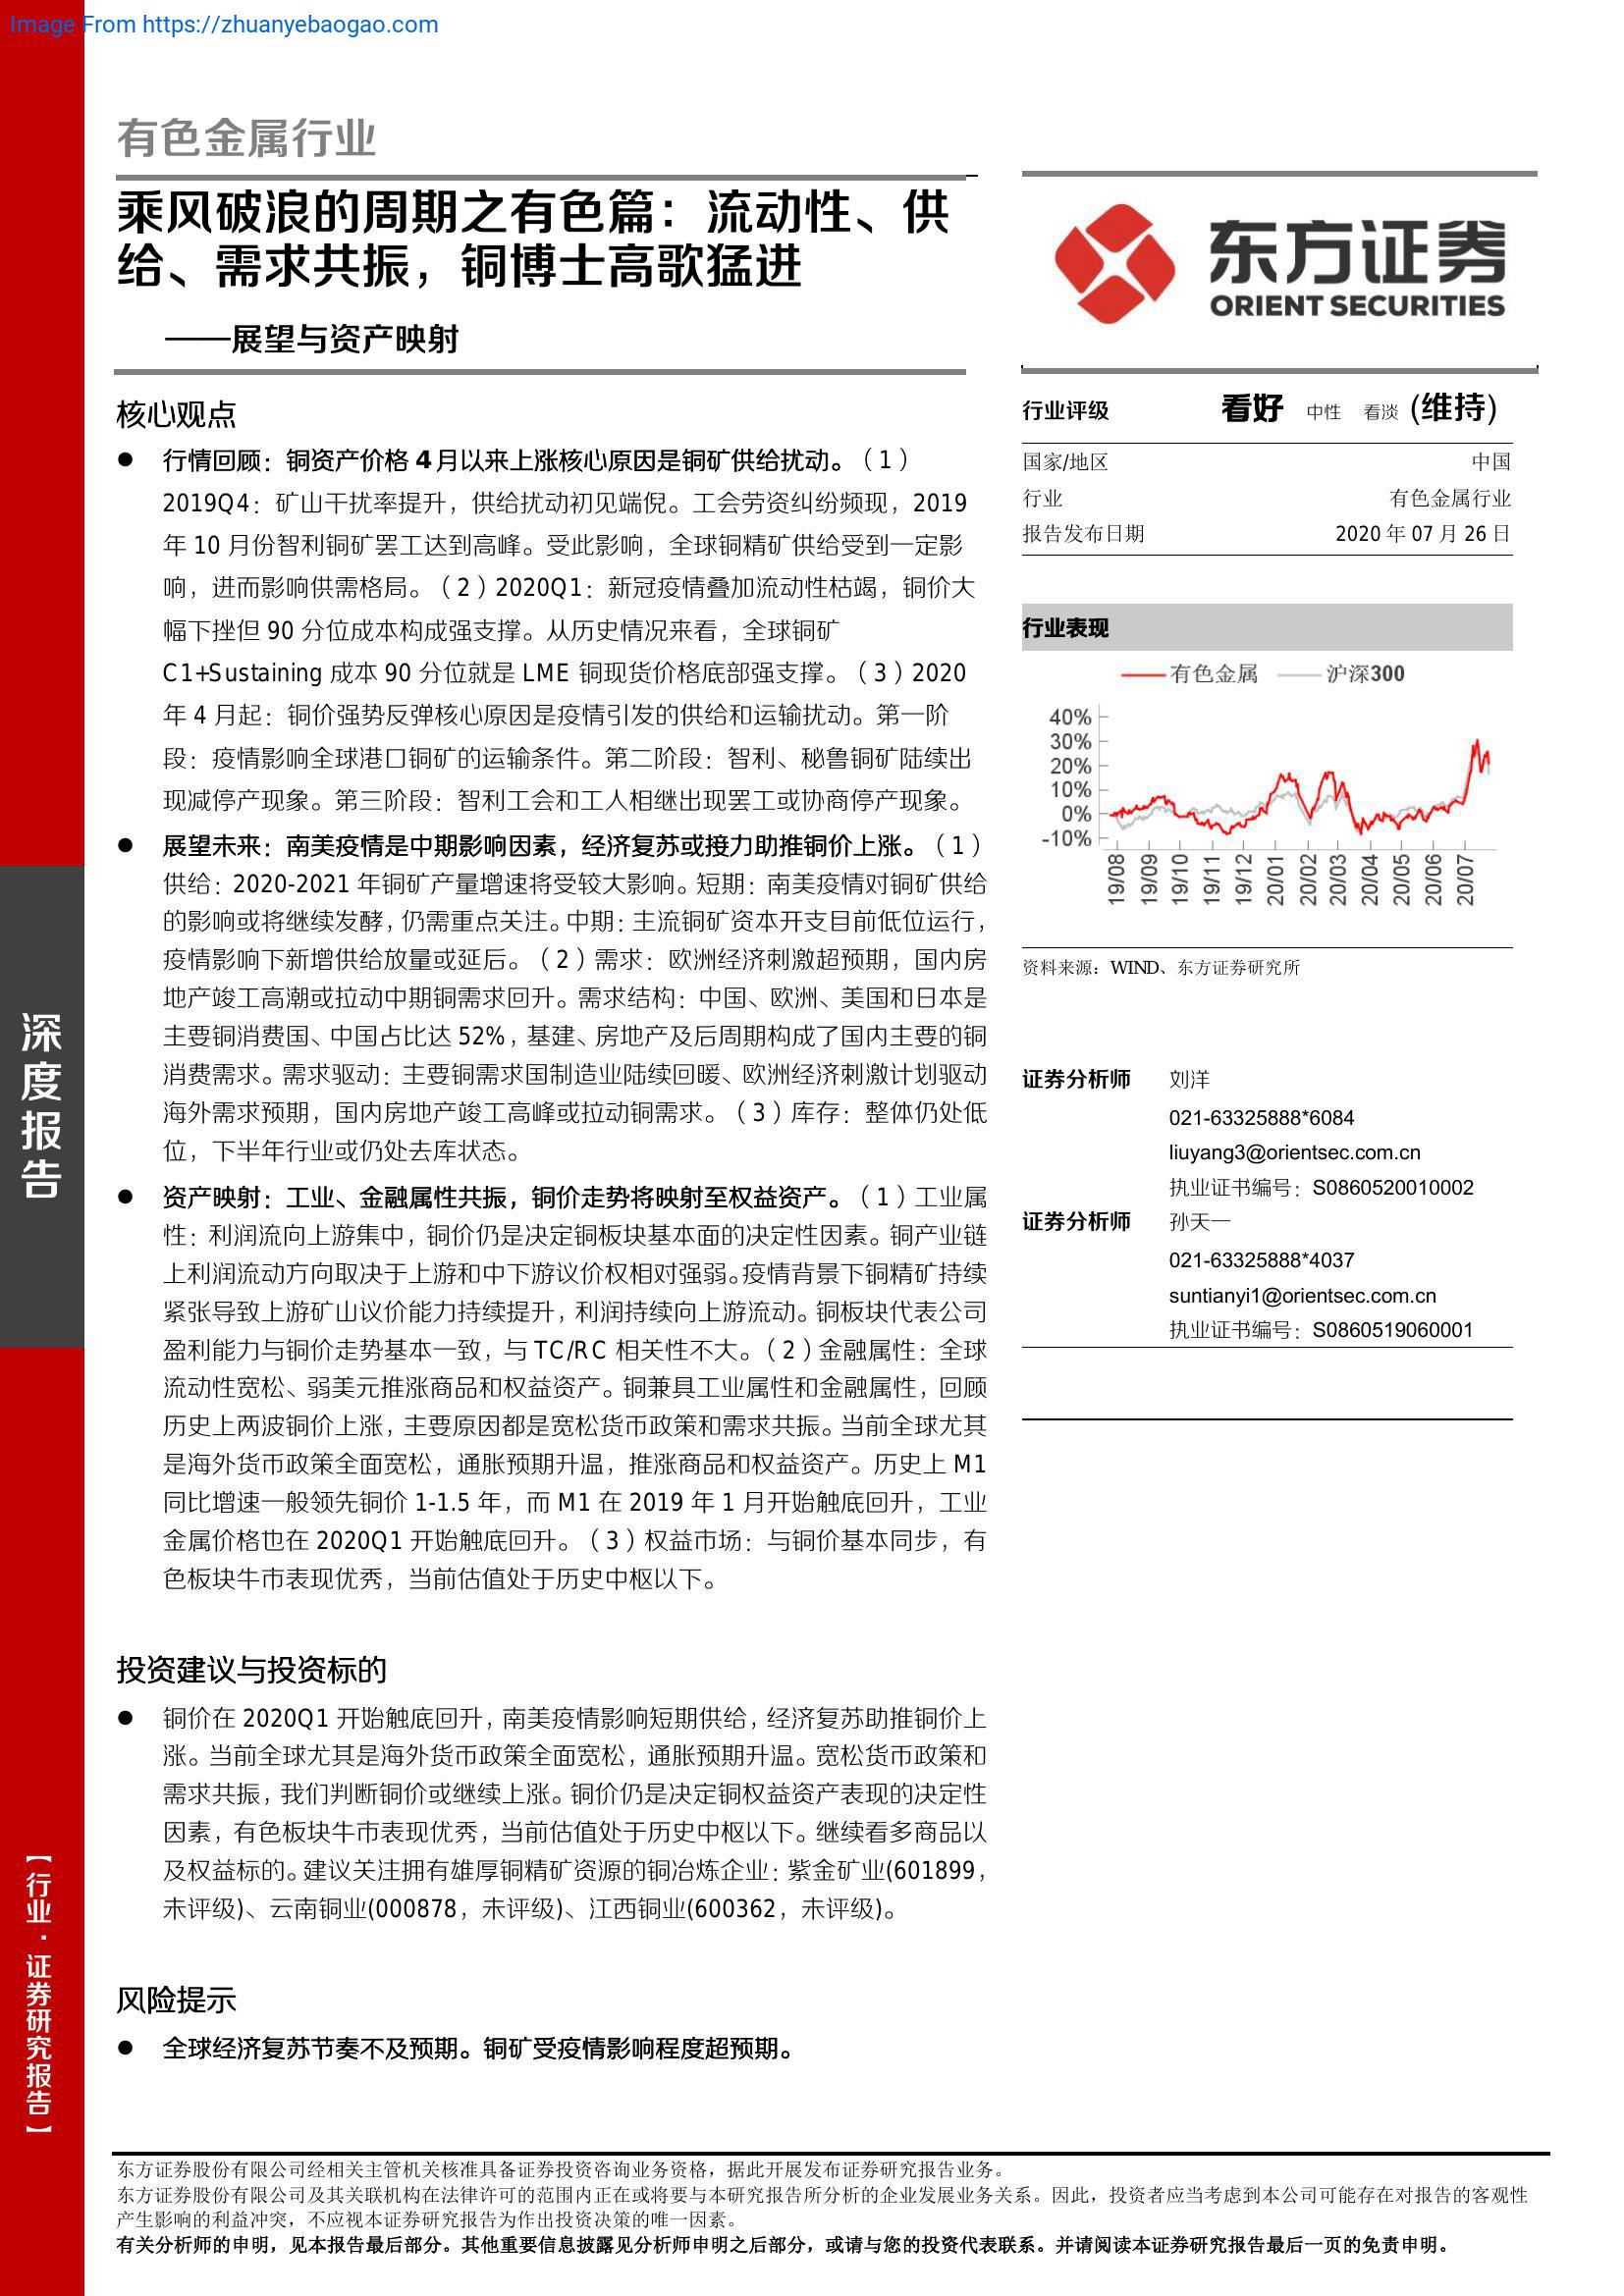 Image From https://zhuanyebaogao.com
有色金属行业
乘风破浪的周期之有色篇：流动性、供
给、需求共振，铜博士高歌猛进
——展望与资产映射
东方证券
ORIENT SECURITIES
核心观点
● 行情回顾：铜资产价格 4 月以来上涨核心原因是铜矿供给扰动。（1）
2019Q4：矿山干扰率提升，供给扰动初见端倪。工会劳资纠纷频现，2019
年 10 月份智利铜矿罢工达到高峰。受此影响，全球铜精矿供给受到一定影
响，进而影响供需格局。（2）2020Q1：新冠疫情叠加流动性枯竭，铜价大
幅下挫但 90 分位成本构成强支撑。从历史情况来看，全球铜矿
C1+Sustaining 成本 90 分位就是 LME 铜现货价格底部强支撑。（3）2020
年 4 月起：铜价强势反弹核心原因是疫情引发的供给和运输扰动。第一阶
段：疫情影响全球港口铜矿的运输条件。第二阶段：智利、秘鲁铜矿陆续出
现减停产现象。第三阶段：智利工会和工人相继出现罢工或协商停产现象。
● 展望未来：南美疫情是中期影响因素，经济复苏或接力助推铜价上涨。（1）
供给：2020-2021 年铜矿产量增速将受较大影响。短期：南美疫情对铜矿供给
的影响或将继续发酵，仍需重点关注。中期：主流铜矿资本开支目前低位运行，
疫情影响下新增供给放量或延后。（2）需求：欧洲经济刺激超预期，国内房
地产竣工高潮或拉动中期铜需求回升。需求结构：中国、欧洲、美国和日本是
主要铜消费国、中国占比达 52%，基建、房地产及后周期构成了国内主要的铜
消费需求。需求驱动：主要铜需求国制造业陆续回暖、欧洲经济刺激计划驱动
海外需求预期，国内房地产竣工高峰或拉动铜需求。（3）库存：整体仍处低
位，下半年行业或仍处去库状态。
● 资产映射：工业、金融属性共振，铜价走势将映射至权益资产。（1）工业属
性：利润流向上游集中，铜价仍是决定铜板块基本面的决定性因素。铜产业链
上利润流动方向取决于上游和中下游议价权相对强弱。疫情背景下铜精矿持续
紧张导致上游矿山议价能力持续提升，利润持续向上游流动。铜板块代表公司
盈利能力与铜价走势基本一致，与 TC/RC 相关性不大。（2）金融属性：全球
流动性宽松、弱美元推涨商品和权益资产。铜兼具工业属性和金融属性，回顾
历史上两波铜价上涨，主要原因都是宽松货币政策和需求共振。当前全球尤其
是海外货币政策全面宽松，通胀预期升温，推涨商品和权益资产。历史上 M1
同比增速一般领先铜价 1-1.5 年，而 M1 在 2019 年 1 月开始触底回升，工业
金属价格也在 2020Q1 开始触底回升。（3）权益市场：与铜价基本同步，有
色板块牛市表现优秀，当前估值处于历史中枢以下。
投资建议与投资标的
● 铜价在 2020Q1 开始触底回升，南美疫情影响短期供给，经济复苏助推铜价上
涨。当前全球尤其是海外货币政策全面宽松，通胀预期升温。宽松货币政策和
需求共振，我们判断铜价或继续上涨。铜价仍是决定铜权益资产表现的决定性
因素，有色板块牛市表现优秀，当前估值处于历史中枢以下。继续看多商品以
及权益标的。建议关注拥有雄厚铜精矿资源的铜冶炼企业：紫金矿业(601899，
未评级)、云南铜业(000878，未评级)、江西铜业(600362，未评级)。
风险提示
● 全球经济复苏节奏不及预期。铜矿受疫情影响程度超预期。
行业评级 看好 中性 看淡 (维持)
国家/地区 中国
行业 有色金属行业
报告发布日期 2020 年 07 月 26 日
行业表现
有色金属 沪深300
40%
30%
20%
10%
0%
-10%
19/08 19/09 19/10 19/11 19/12 20/01 20/02 20/03 20/04 20/05 20/06 20/07
资料来源：WIND、东方证券研究所
证券分析师 刘洋
021-63325888*6084
liuyang3@orientsec.com.cn
执业证书编号：S0860520010002
证券分析师 孙天一
021-63325888*4037
suntianyi1@orientsec.com.cn
执业证书编号：S0860519060001
深度报告
【行业·证券研究报告】
东方证券股份有限公司经相关主管机关核准具备证券投资咨询业务资格，据此开展发布证券研究报告业务。
东方证券股份有限公司及其关联机构在法律许可的范围内正在或将要与本研究报告所分析的企业发展业务关系。因此，投资者应当考虑到本公司可能存在对报告的客观性
产生影响的利益冲突，不应视本证券研究报告为作出投资决策的唯一因素。
有关分析师的申明，见本报告最后部分。其他重要信息披露见分析师申明之后部分，或请与您的投资代表联系。并请阅读本证券研究报告最后一页的免责申明。